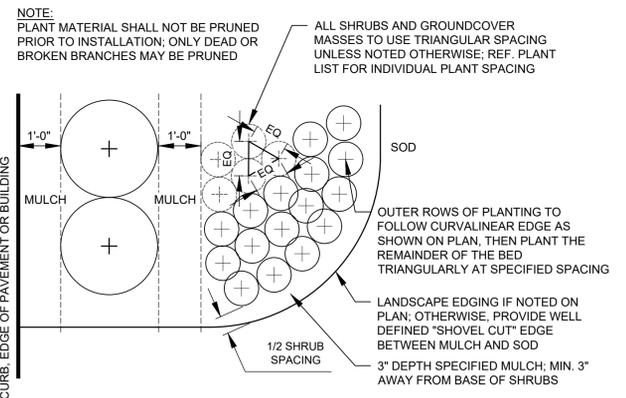 NOTE:
PLANT MATERIAL SHALL NOT BE PRUNED
PRIOR TO INSTALLATION; ONLY DEAD OR
BROKEN BRANCHES MAY BE PRUNED
ALL SHRUBS AND GROUNDCOVER
MASSES TO USE TRIANGULAR SPACING
UNLESS NOTED OTHERWISE; REF. PLANT
LIST FOR INDIVIDUAL PLANT SPACING
1'-0"
1'-0"
EQ
EQ
EQ
SOD
MULCH
MULCH
CURB, EDGE OF PAVEMENT OR BUILDING
OUTER ROWS OF PLANTING TO
FOLLOW CURVALINEAR EDGE AS
SHOWN ON PLAN, THEN PLANT THE
REMAINDER OF THE BED
TRIANGULARLY AT SPECIFIED SPACING
LANDSCAPE EDGING IF NOTED ON
PLAN; OTHERWISE, PROVIDE WELL
DEFINED "SHOVEL CUT" EDGE
BETWEEN MULCH AND SOD
1/2 SHRUB
SPACING
3" DEPTH SPECIFIED MULCH; MIN. 3"
AWAY FROM BASE OF SHRUBS